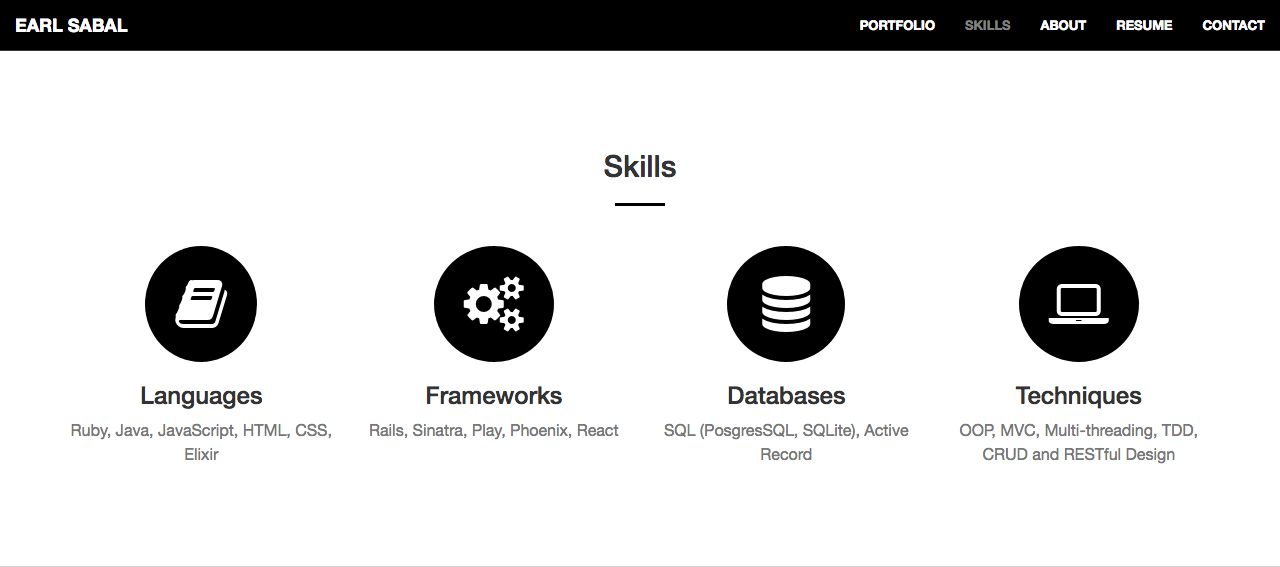 EARL SABAL
PORTFOLIO SKILLS ABOUT RESUME CONTACT
Skills
Languages
Ruby, Java, JavaScript, HTML, CSS,
Elixir
Frameworks
Rails, Sinatra, Play, Phoenix, React
Databases
SQL (PosgresSQL, SQLite), Active
Record
Techniques
OOP, MVC, Multi-threading, TDD,
CRUD and RESTful Design